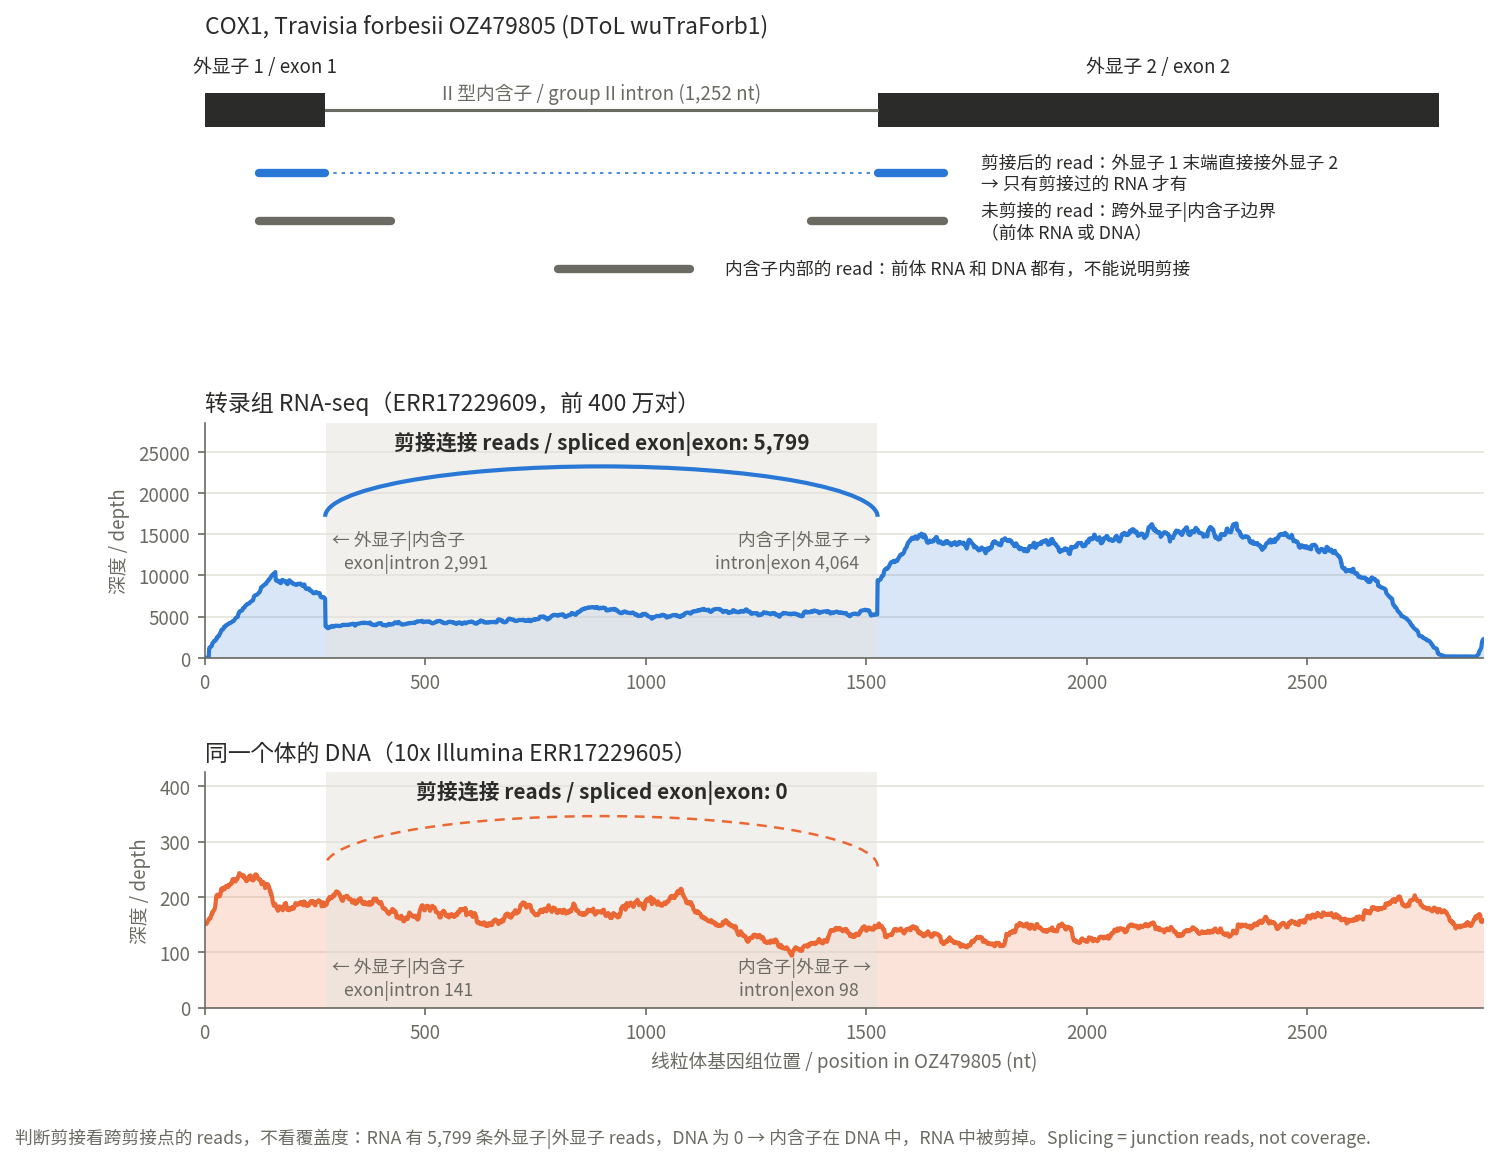 COX1, Travisia forbesii OZ479805 (DToL wuTraForb1)
外显子 1 / exon 1
外显子 2 / exon 2
II 型内含子 / group II intron (1,252 nt)
剪接后的 read：外显子 1 末端直接接外显子 2
→ 只有剪接过的 RNA 才有
未剪接的 read：跨外显子|内含子边界
（前体 RNA 或 DNA）
内含子内部的 read：前体 RNA 和 DNA 都有，不能说明剪接
转录组 RNA-seq（ERR17229609，前 400 万对）
剪接连接 reads / spliced exon|exon: 5,799
← 外显子|内含子
exon|intron 2,991
内含子|外显子 →
intron|exon 4,064
深度 / depth
25000
20000
15000
10000
5000
0
0 500 1000 1500 2000 2500
同一个体的 DNA（10x Illumina ERR17229605）
剪接连接 reads / spliced exon|exon: 0
← 外显子|内含子
exon|intron 141
内含子|外显子 →
intron|exon 98
深度 / depth
400
300
200
100
0
0 500 1000 1500 2000 2500
线粒体基因组位置 / position in OZ479805 (nt)
判断剪接看跨剪接点的 reads，不看覆盖度：RNA 有 5,799 条外显子|外显子 reads，DNA 为 0 → 内含子在 DNA 中，RNA 中被剪掉。Splicing = junction reads, not coverage.